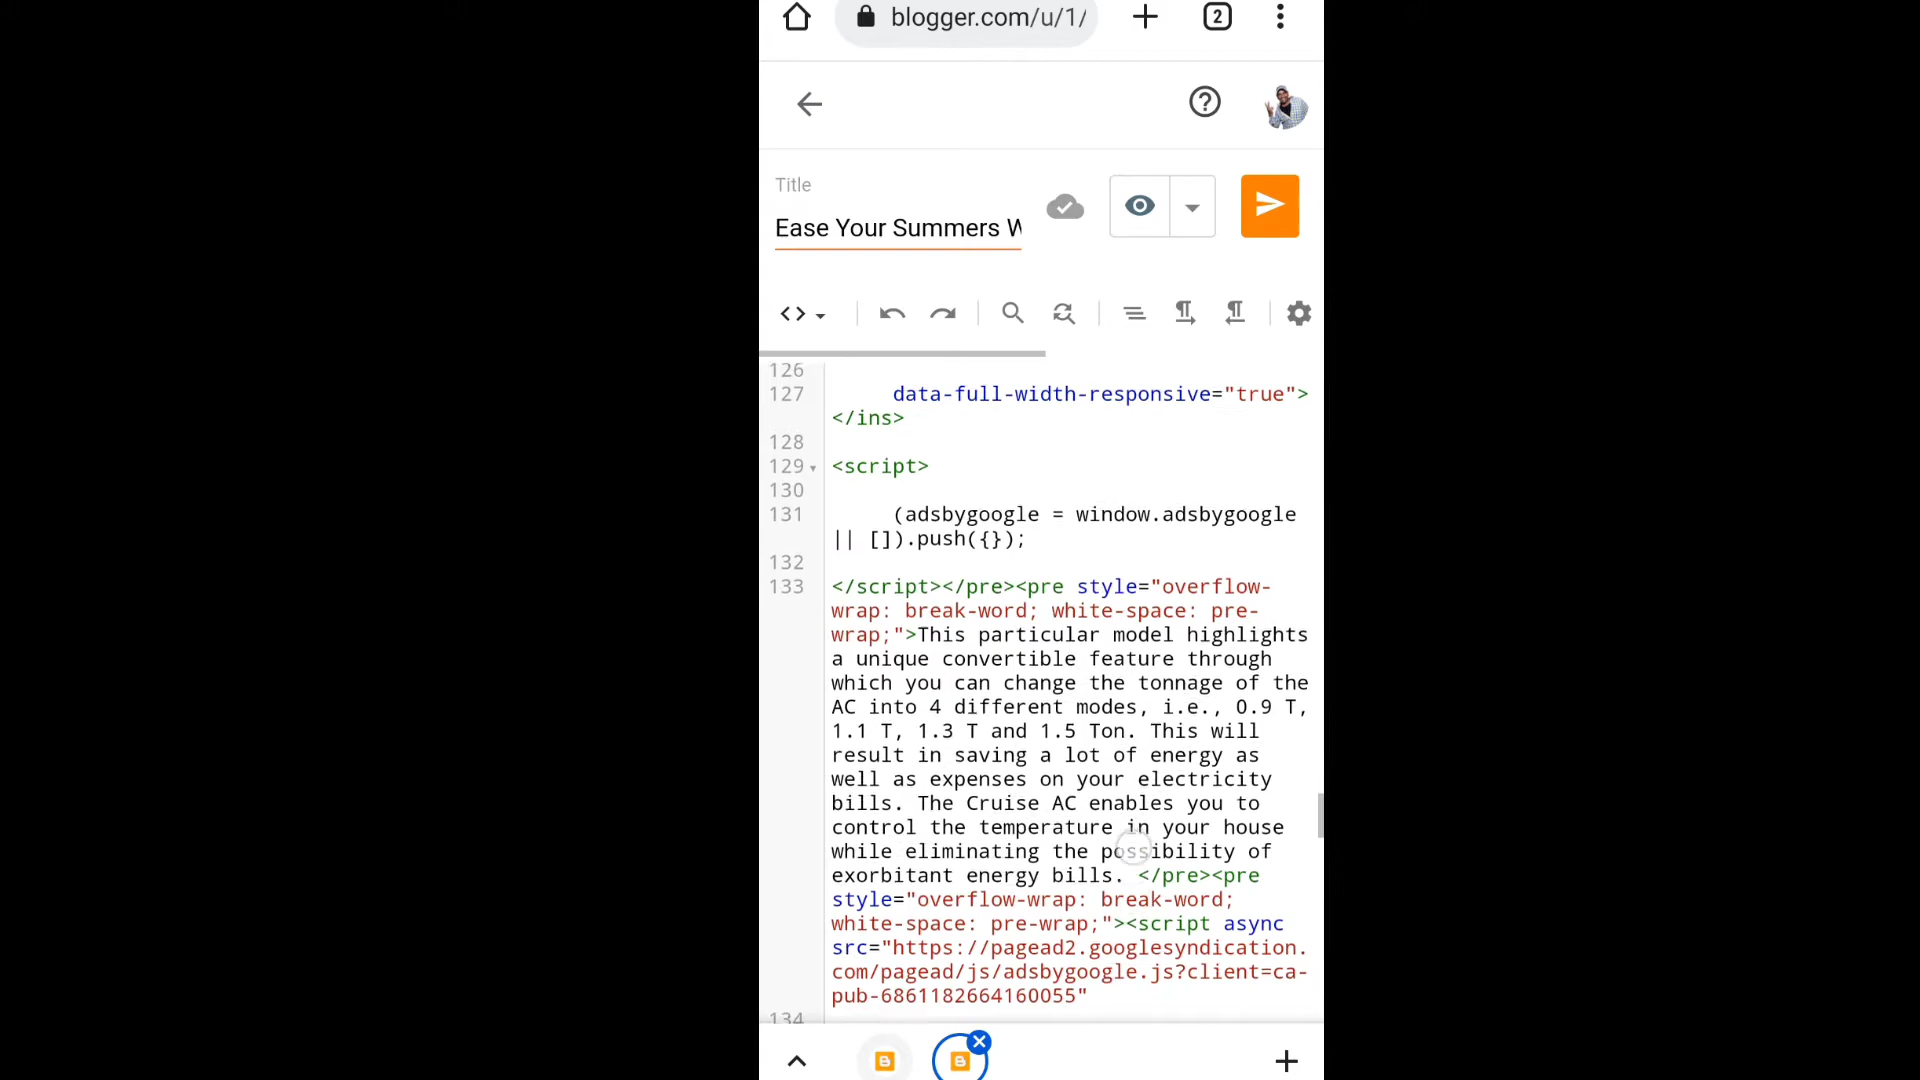 blogger.com/u/1/
2
Title
Ease Your Summers W
126
127 data-full-width-responsive="true">
</ins>
128
129 <script>
130
131 (adsbygoogle = window.adsbygoogle
|| []).push({});
132
133 </script></pre><pre style="overflow-
wrap: break-word; white-space: pre-
wrap;">This particular model highlights
a unique convertible feature through
which you can change the tonnage of the
AC into 4 different modes, i.e., 0.9 T,
1.1 T, 1.3 T and 1.5 Ton. This will
result in saving a lot of energy as
well as expenses on your electricity
bills. The Cruise AC enables you to
control the temperature in your house
while eliminating the possibility of
exorbitant energy bills. </pre><pre
style="overflow-wrap: break-word;
white-space: pre-wrap;"><script async
src="https://pagead2.googlesyndication.
com/pagead/js/adsbygoogle.js?client=ca-
pub-6861182664160055"
134